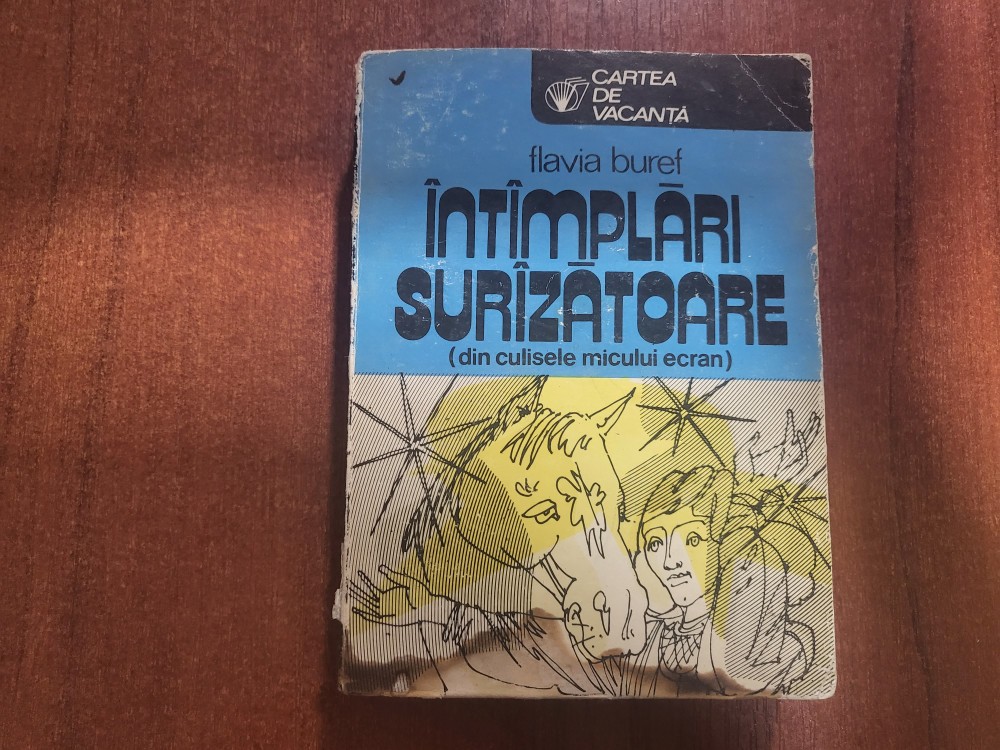 CARTEA
DE
VACANȚĂ
flavia buref
ÎNTÎMPLĂRI
SURÎZĂTOARE
(din culisele micului ecran)